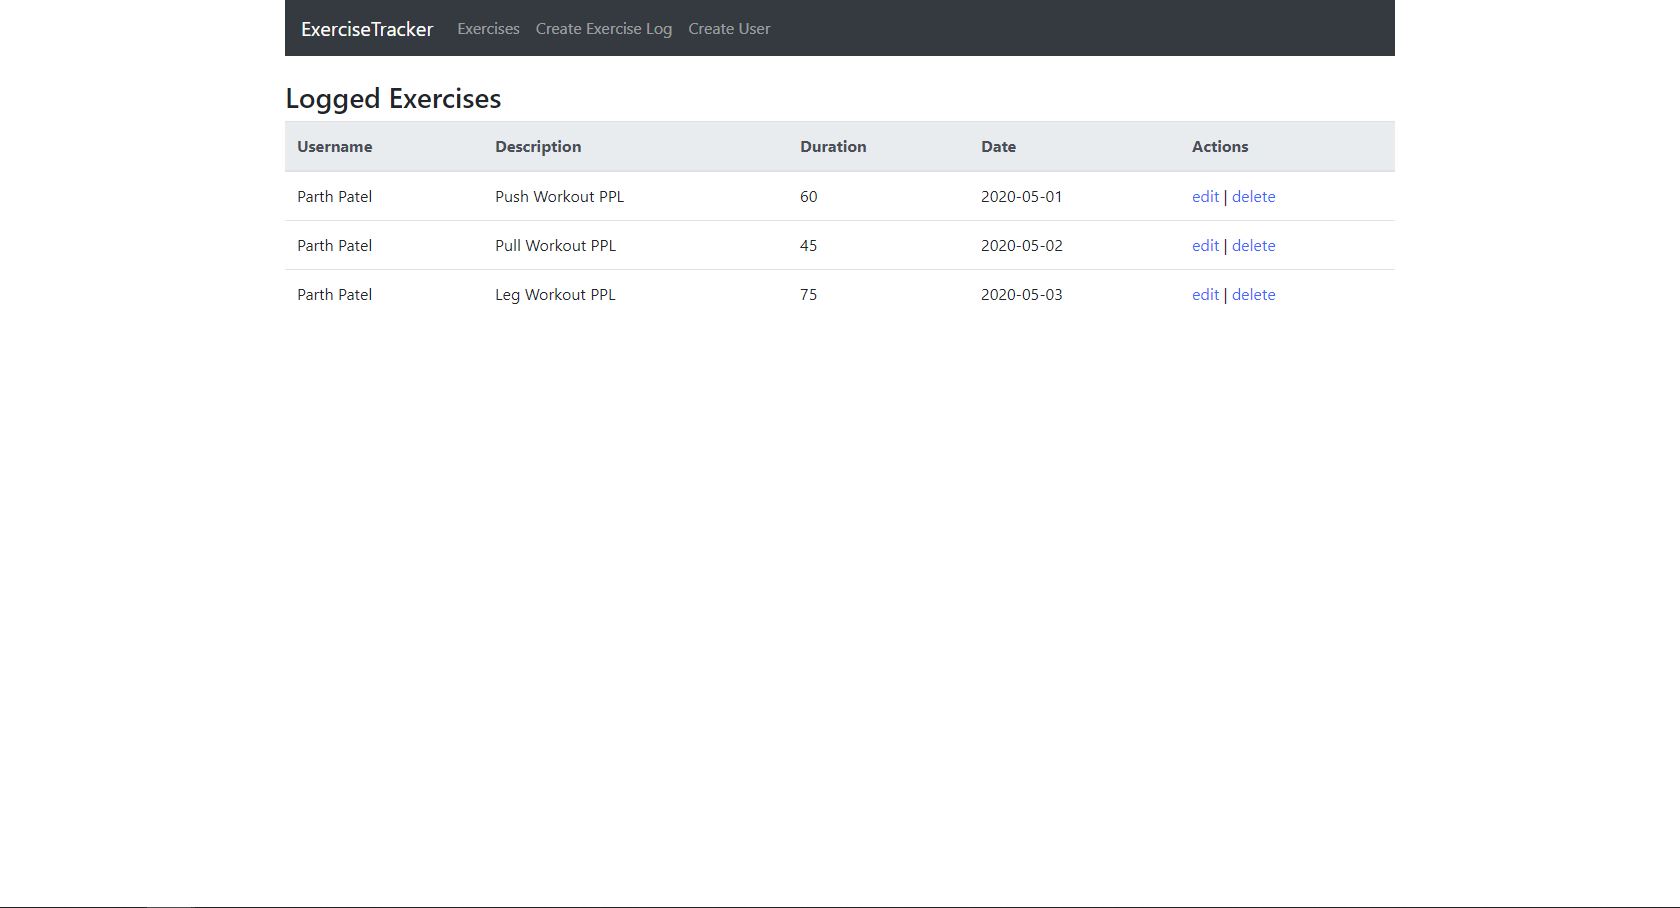 ExerciseTracker Exercises Create Exercise Log Create User
Logged Exercises
Username Description Duration Date Actions
Parth Patel Push Workout PPL 60 2020-05-01 edit | delete
Parth Patel Pull Workout PPL 45 2020-05-02 edit | delete
Parth Patel Leg Workout PPL 75 2020-05-03 edit | delete